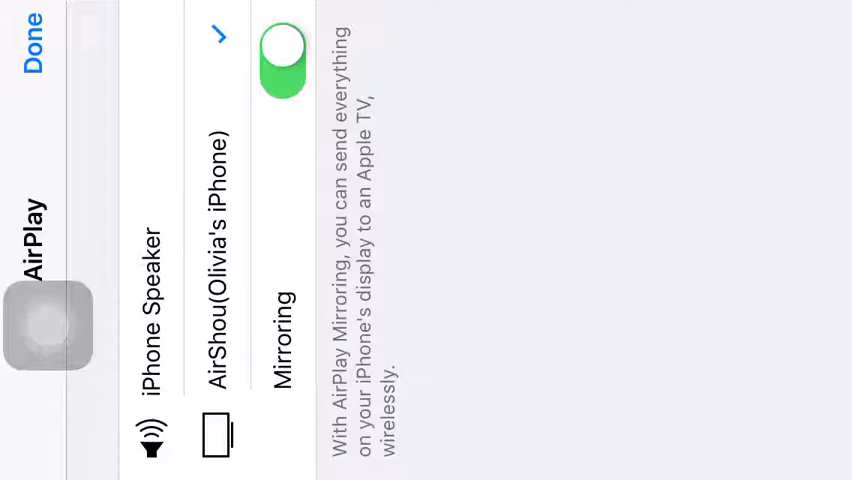 AirPlay
Done
iPhone Speaker
AirShou(Olivia's iPhone)
Mirroring
With AirPlay Mirroring, you can send everything
on your iPhone's display to an Apple TV,
wirelessly.